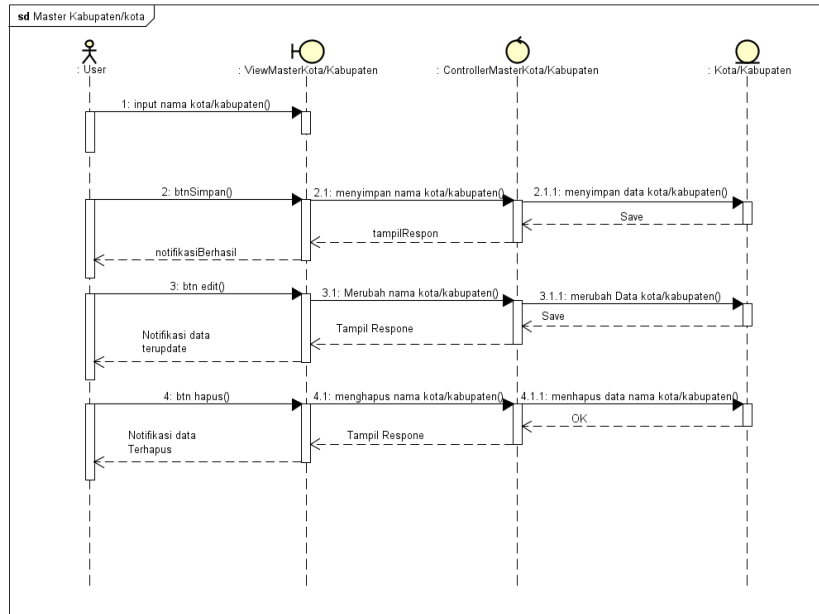 sd Master Kabupaten/kota
: User
: ViewMasterKota/Kabupaten
: ControllerMasterKota/Kabupaten
: Kota/Kabupaten
1: input nama kota/kabupaten()
2: btnSimpan()
2.1: menyimpan nama kota/kabupaten()
2.1.1: menyimpan data kota/kabupaten()
Save
tampilRespon
notifikasiBerhasil
3: btn edit()
3.1: Merubah nama kota/kabupaten()
3.1.1: merubah Data kota/kabupaten()
Save
Tampil Respone
Notifikasi data
terupdate
4: btn hapus()
4.1: menghapus nama kota/kabupaten()
4.1.1: menhapus data nama kota/kabupaten()
OK
Tampil Respone
Notifikasi data
Terhapus